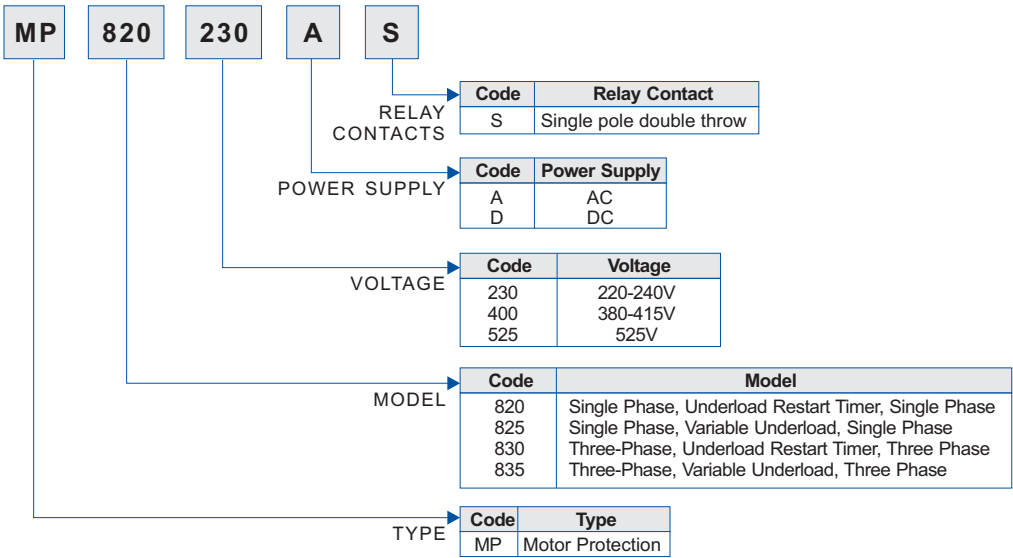 MP 820 230 A S
RELAY
CONTACTS
Code Relay Contact
S Single pole double throw
POWER SUPPLY
Code Power Supply
A AC
D DC
VOLTAGE
Code Voltage
230 220-240V
400 380-415V
525 525V
MODEL
Code Model
820 Single Phase, Underload Restart Timer, Single Phase
825 Single Phase, Variable Underload, Single Phase
830 Three-Phase, Underload Restart Timer, Three Phase
835 Three-Phase, Variable Underload, Three Phase
TYPE
Code Type
MP Motor Protection